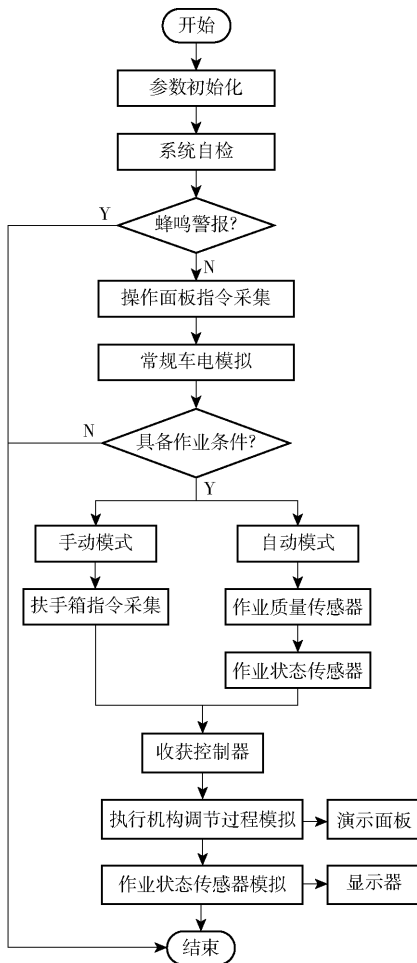 开始
参数初始化
系统自检
Y
蜂鸣警报?
N
操作面板指令采集
常规车电模拟
N
具备作业条件?
Y
手动模式
自动模式
扶手箱指令采集
作业质量传感器
作业状态传感器
收获控制器
执行机构调节过程模拟
演示面板
作业状态传感器模拟
显示器
结束